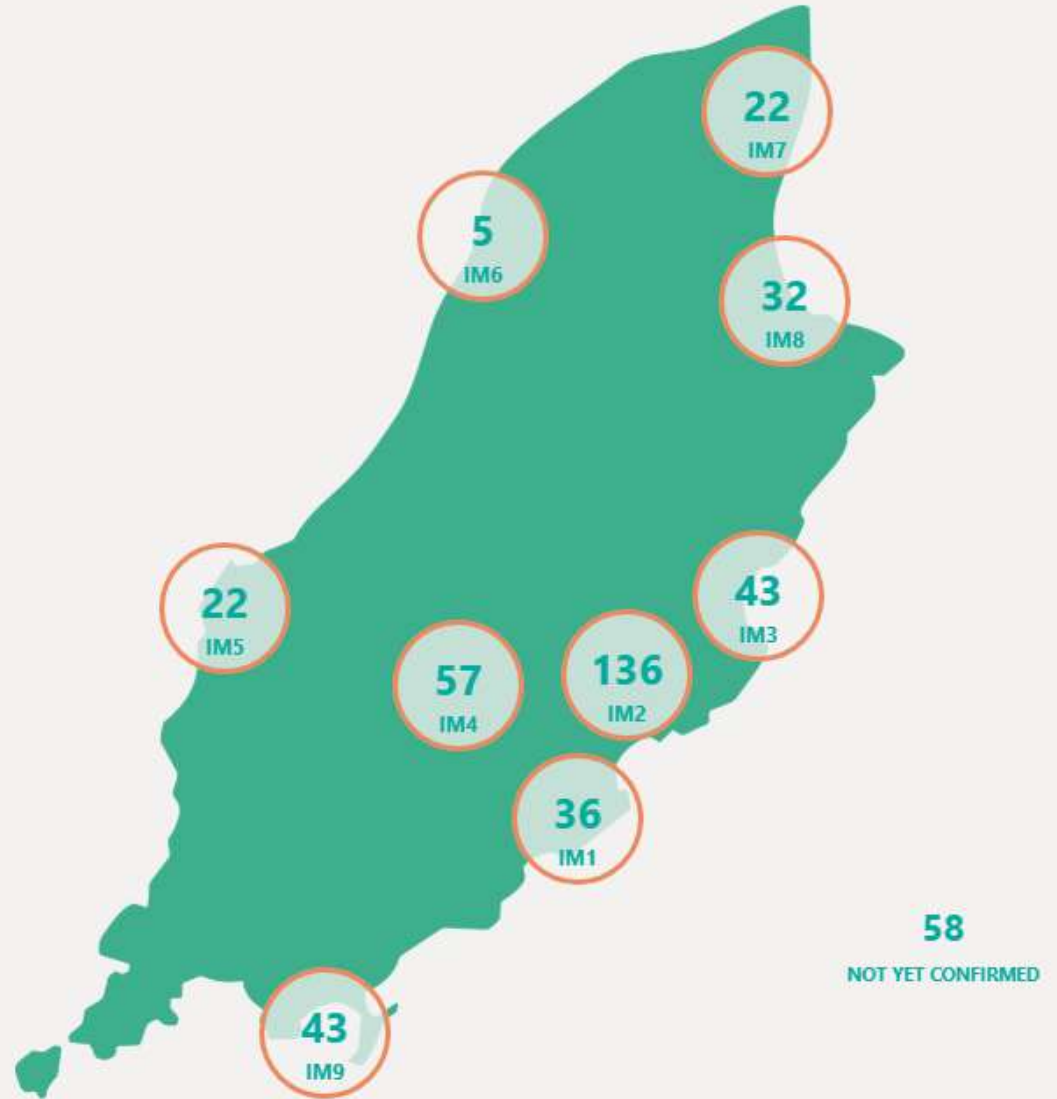 22
IM7
5
IM6
32
IM8
43
IM3
22
IM5
57
IM4
136
IM2
36
IM1
58
NOT YET CONFIRMED
43
IM9